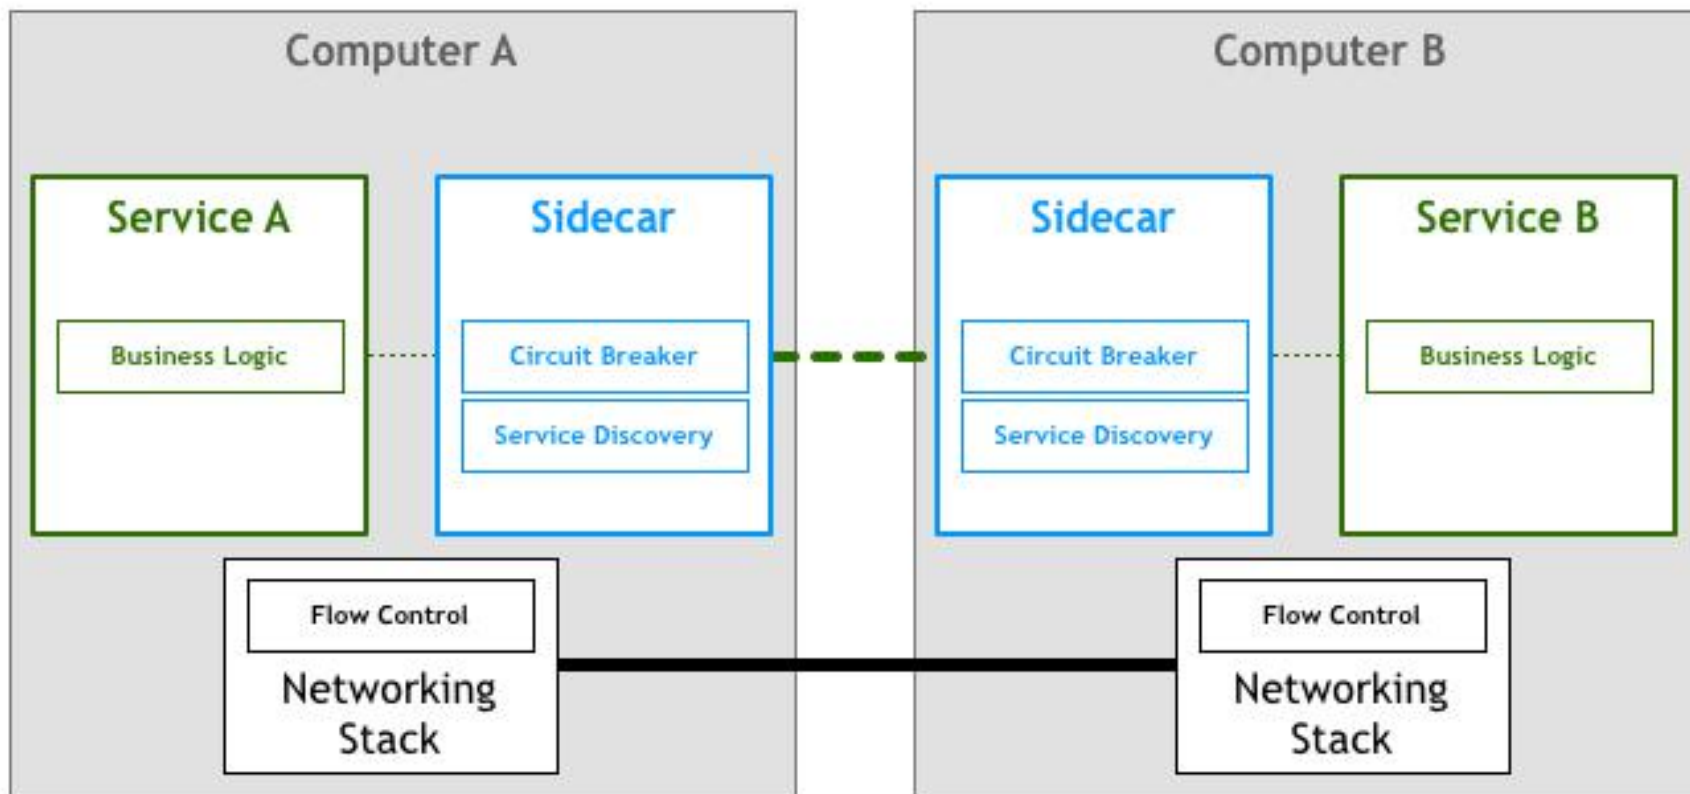 Computer A
Service A
Business Logic
Sidecar
Circuit Breaker
Service Discovery
Flow Control
Networking
Stack
Computer B
Sidecar
Circuit Breaker
Service Discovery
Service B
Business Logic
Flow Control
Networking
Stack